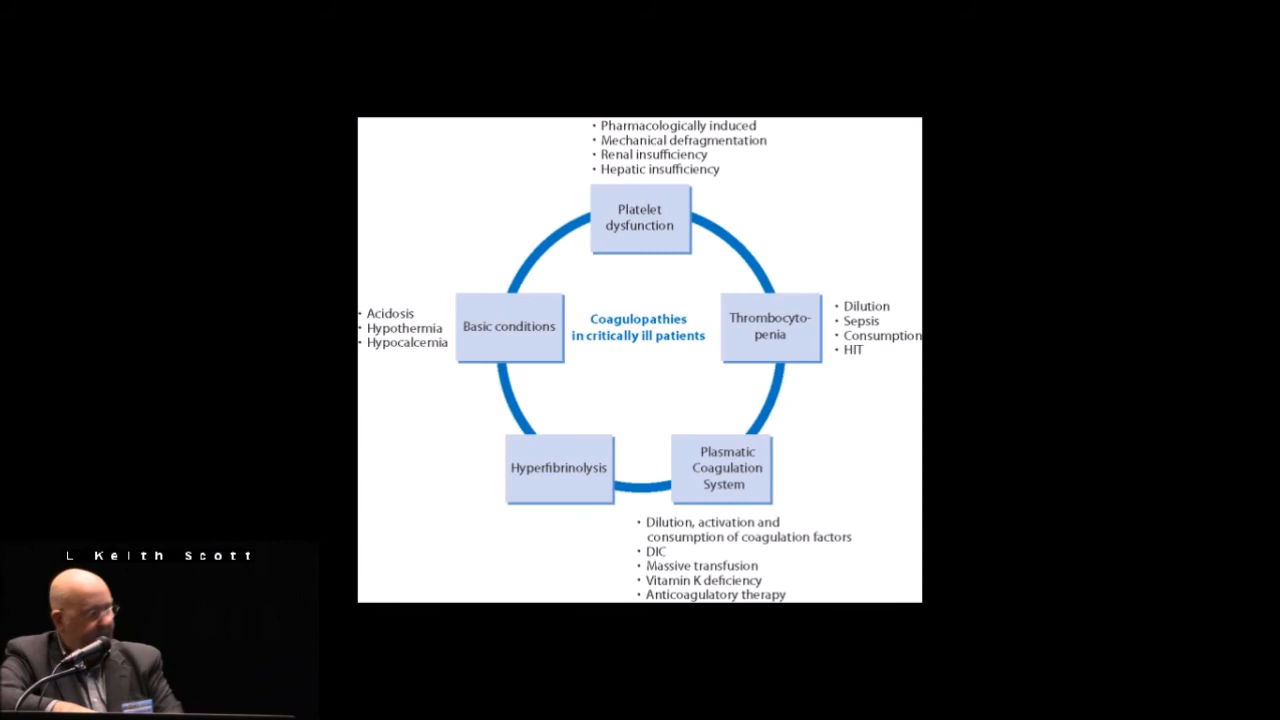 • Pharmacologically induced
• Mechanical defragmentation
• Renal insufficiency
• Hepatic insufficiency
Platelet
dysfunction
• Acidosis
• Hypothermia
• Hypocalcemia
Basic conditions
Coagulopathies
in critically ill patients
Thrombocyto-
penia
• Dilution
• Sepsis
• Consumption
• HIT
Hyperfibrinolysis
Plasmatic
Coagulation
System
• Dilution, activation and
consumption of coagulation factors
• DIC
• Massive transfusion
• Vitamin K deficiency
• Anticoagulatory therapy
L Keith Scott